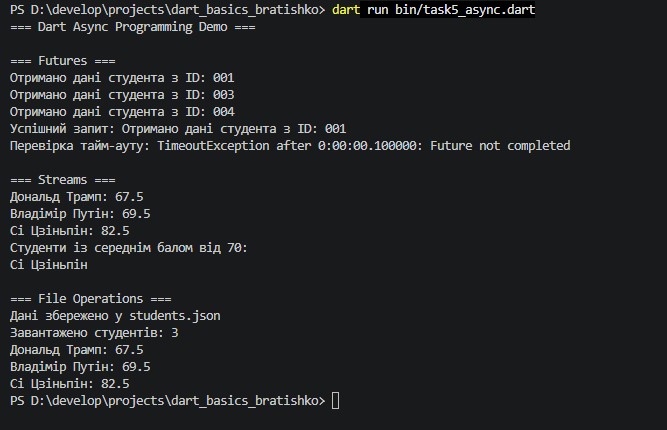 PS D:\develop\projects\dart_basics_bratishko> dart run bin/task5_async.dart
=== Dart Async Programming Demo ===
=== Futures ===
Отримано дані студента з ID: 001
Отримано дані студента з ID: 003
Отримано дані студента з ID: 004
Успішний запит: Отримано дані студента з ID: 001
Перевірка тайм-ауту: TimeoutException after 0:00:00.100000: Future not completed
=== Streams ===
Дональд Трамп: 67.5
Владімір Путін: 69.5
Сі Цзіньпін: 82.5
Студенти із середнім балом від 70:
Сі Цзіньпін
=== File Operations ===
Дані збережено у students.json
Завантажено студентів: 3
Дональд Трамп: 67.5
Владімір Путін: 69.5
Сі Цзіньпін: 82.5
PS D:\develop\projects\dart_basics_bratishko>